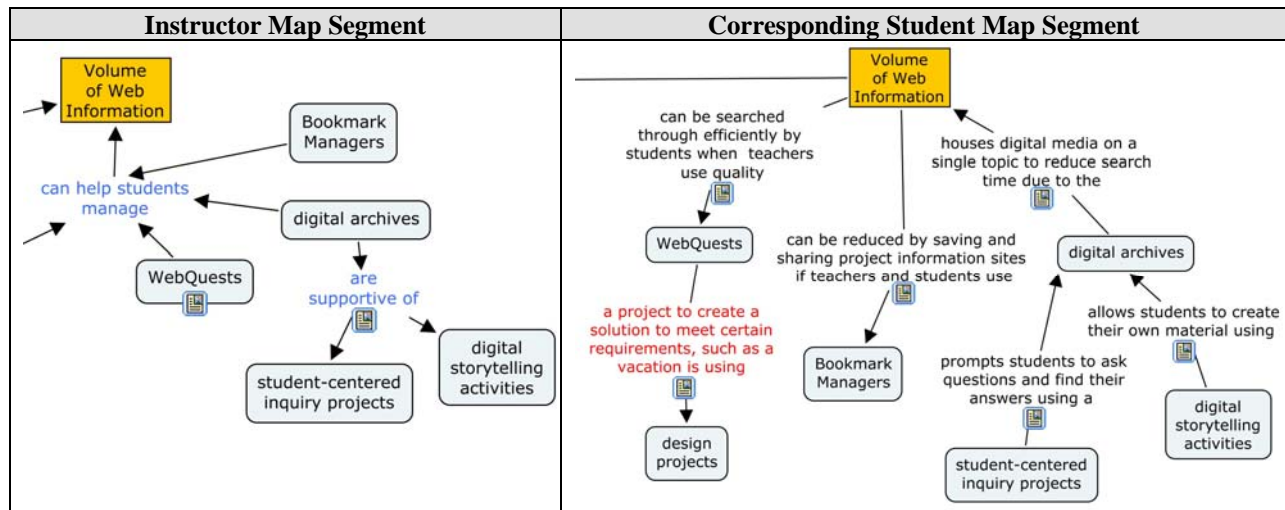 Instructor Map Segment
Corresponding Student Map Segment
Volume
of Web
Information
Bookmark
Managers
can help students
manage
digital archives
WebQuests
are
supportive of
student-centered
inquiry projects
digital
storytelling
activities
Volume
of Web
Information
can be searched
through efficiently by
students when teachers
use quality
houses digital media on a
single topic to reduce search
time due to the
WebQuests
can be reduced by saving and
sharing project information sites
if teachers and students use
digital archives
a project to create a
solution to meet certain
requirements, such as a
vacation is using
Bookmark
Managers
allows students to create
their own material using
prompts students to ask
questions and find their
answers using a
design
projects
digital
storytelling
activities
student-centered
inquiry projects